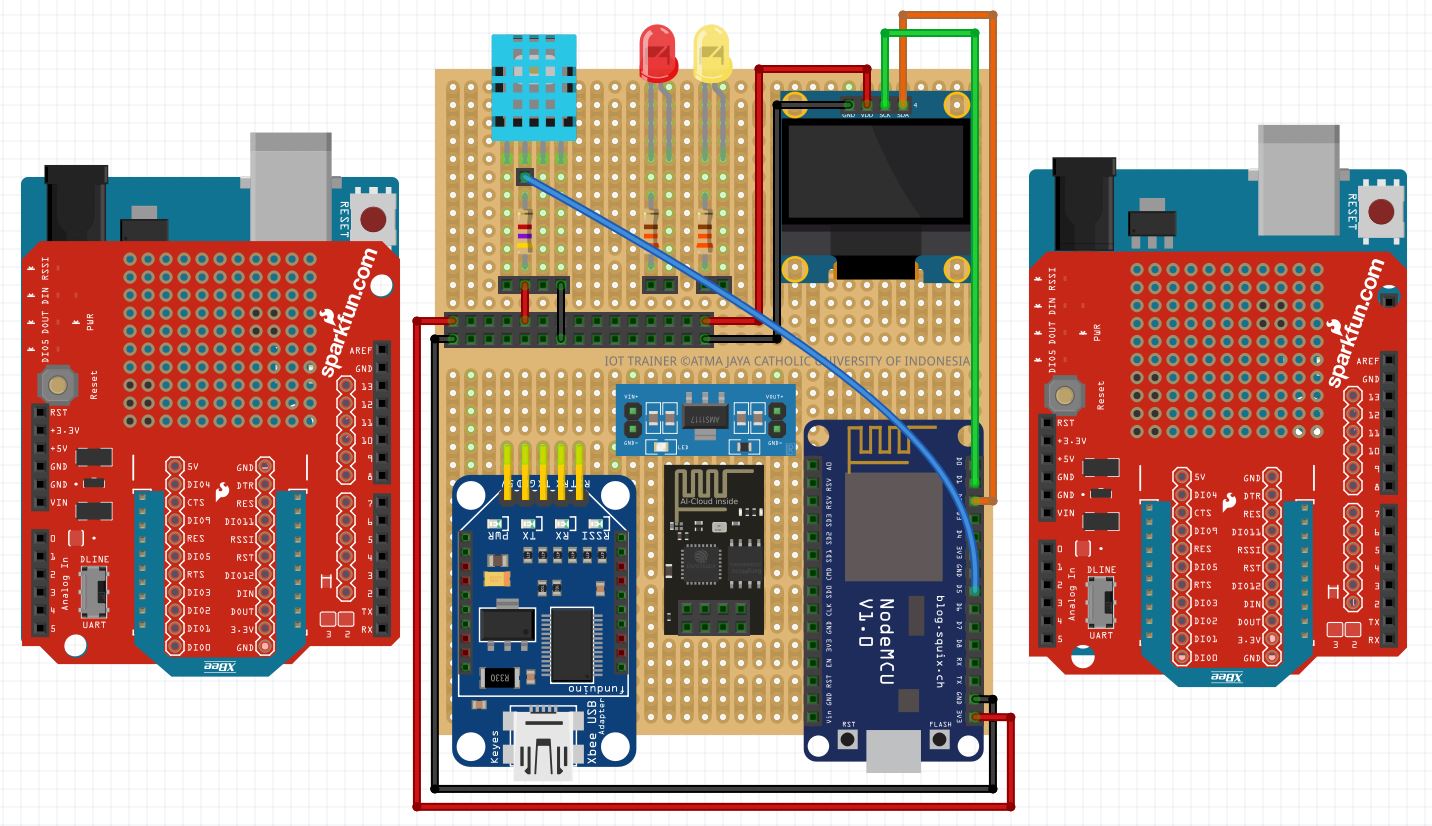 RESET
RSSI
DIN
DOUT
DIO5
PWR
sparkfun.com
Reset
AREF
GND
13
12
11
10
9
8
7
6
5
4
3
2
TX
RX
RST
+3.3V
+5V
GND
GND
VIN
0
1
2
3
4
5
Analog In
DLINE
UART
3 2
5V
DIO4
CTS
DIO9
RES
DIO5
RTS
DIO3
DIO2
DIO1
DIO0
GND
DTR
RES
DIO11
RSSI
RST
DIO12
DIN
DOUT
3.3V
GND
XBee
GND VDD SCK SDA
4
IOT TRAINER ©ATMA JAYA CATHOLIC UNIVERSITY OF INDONESIA
VIN+
GND-
AMS1117
LED
VOUT+
GND-
AI-Cloud inside
PWR
TX
RX
RSSI
R330
funduino
Keyes
Xbee USB
Adapter
A0
RSV
RSV
SD3
SD2
SD1
CMD
SD0
CLK
GND
3V3
EN
RST
GND
Vin
D0
D1
D3
D4
3V3
GND
D5
D6
D7
D8
RX
TX
GND
3V3
NodeMCU
V1.0
blog.squix.ch
RST
FLASH
RESET
RSSI
DIN
DOUT
DIO5
PWR
sparkfun.com
Reset
AREF
GND
13
12
11
10
9
8
7
6
5
4
3
2
TX
RX
RST
+3.3V
+5V
GND
GND
VIN
0
1
2
3
4
5
Analog In
DLINE
UART
3 2
5V
DIO4
CTS
DIO9
RES
DIO5
RTS
DIO3
DIO2
DIO1
DIO0
GND
DTR
RES
DIO11
RSSI
RST
DIO12
DIN
DOUT
3.3V
GND
XBee